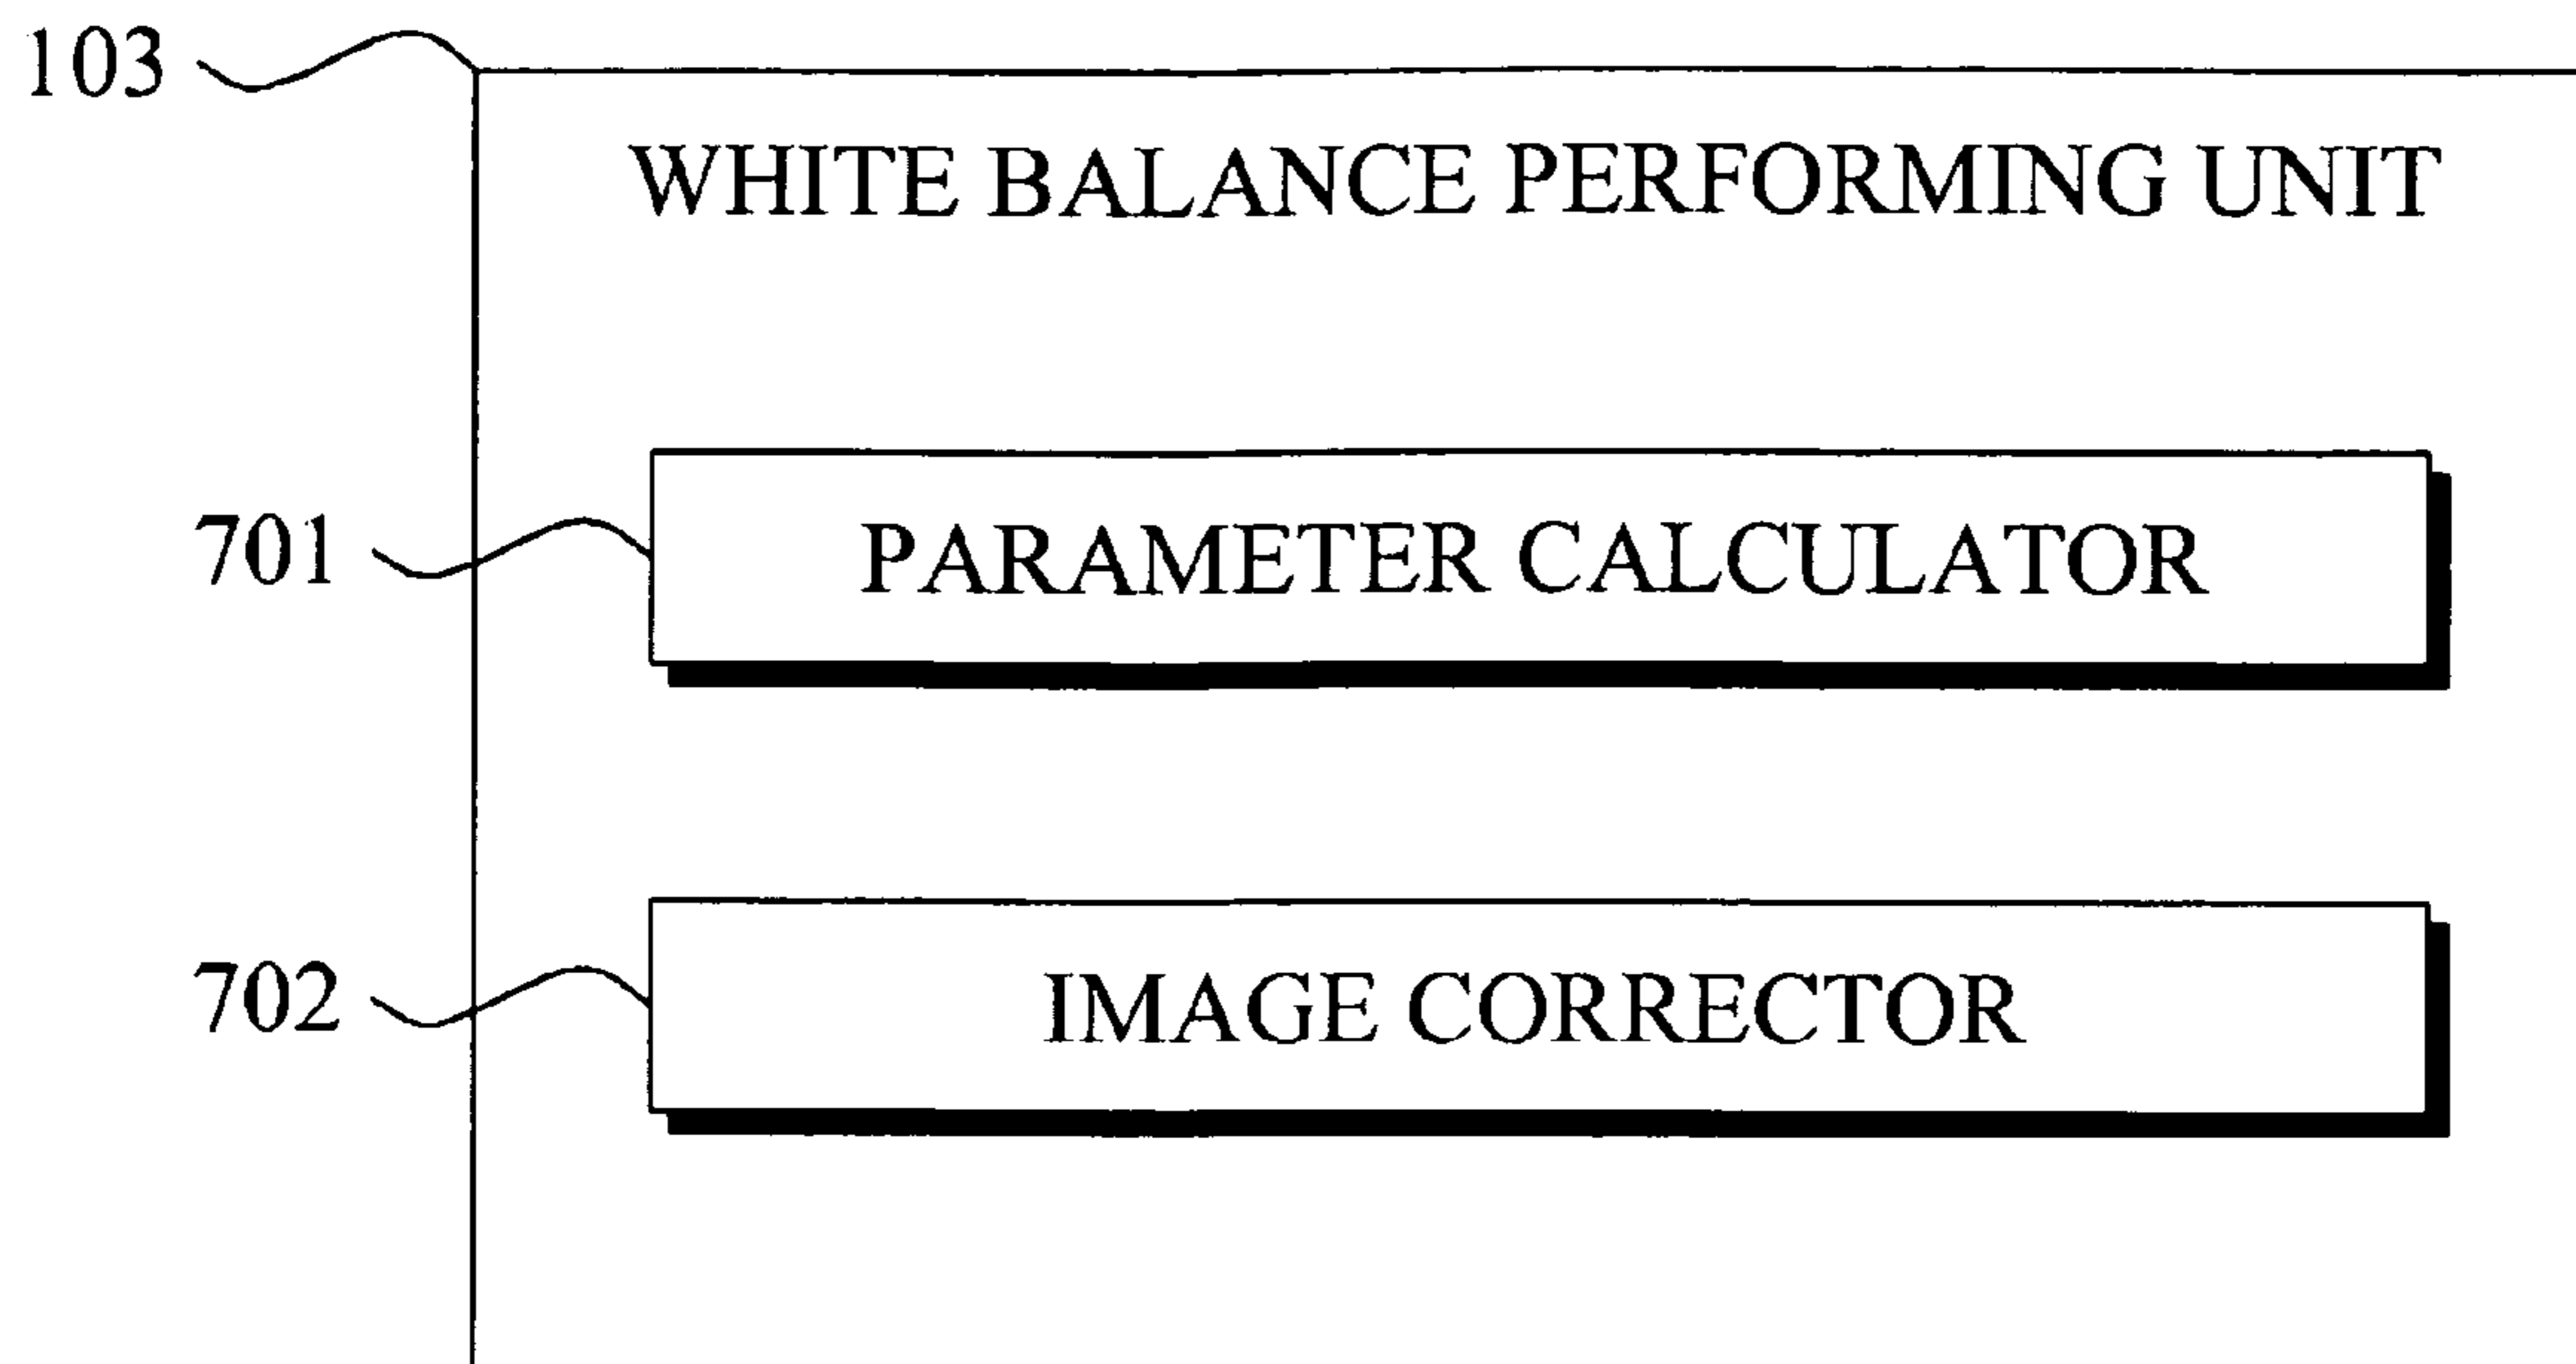 103
WHITE BALANCE PERFORMING UNIT
701
PARAMETER CALCULATOR
702
IMAGE CORRECTOR